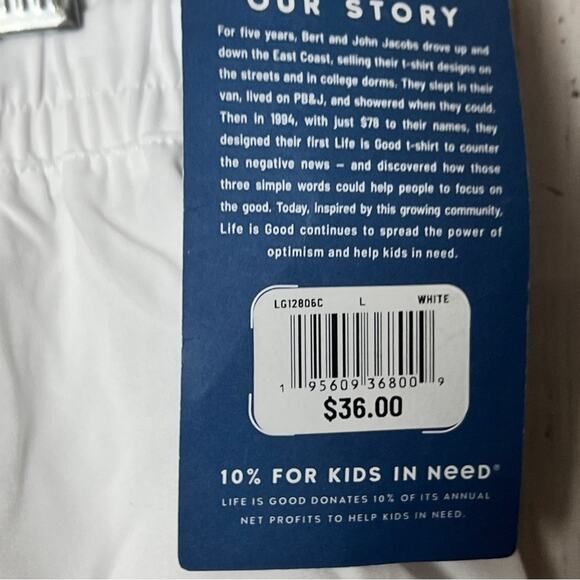 OUR STORY
For five years, Bert and John Jacobs drove up and
down the East Coast, selling their t-shirt designs on
the streets and in college dorms. They slept in their
van, lived on PB&J, and showered when they could.
Then in 1994, with just $78 to their names, they
designed their first Life is Good t-shirt to counter
the negative news – and discovered how those
three simple words could help people to focus on
the good. Today, inspired by this growing community,
Life is Good continues to spread the power of
optimism and help kids in need.
LG12806C L WHITE
1 95609 36800 9
$36.00
10% FOR KIDS IN NeeD®
LIFE IS GOOD DONATES 10% OF ITS ANNUAL
NET PROFITS TO HELP KIDS IN NEED.